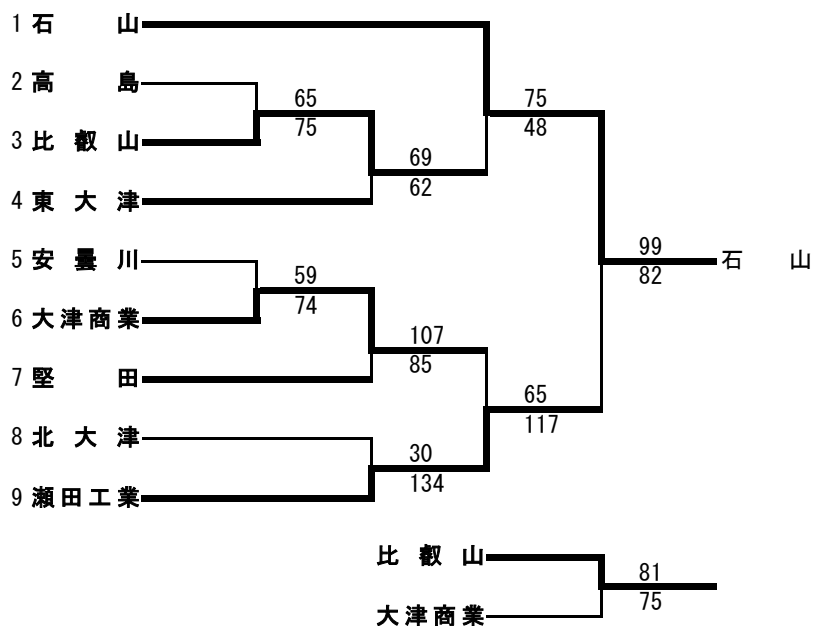 1 石山
2 高島
65
75
3 比叡山
69
62
4 東大津
75
48
5 安曇川
59
74
6 大津商業
107
85
7 堅田
8 北大津
30
134
9 瀬田工業
65
117
99
82
石山
比叡山
大津商業
81
75